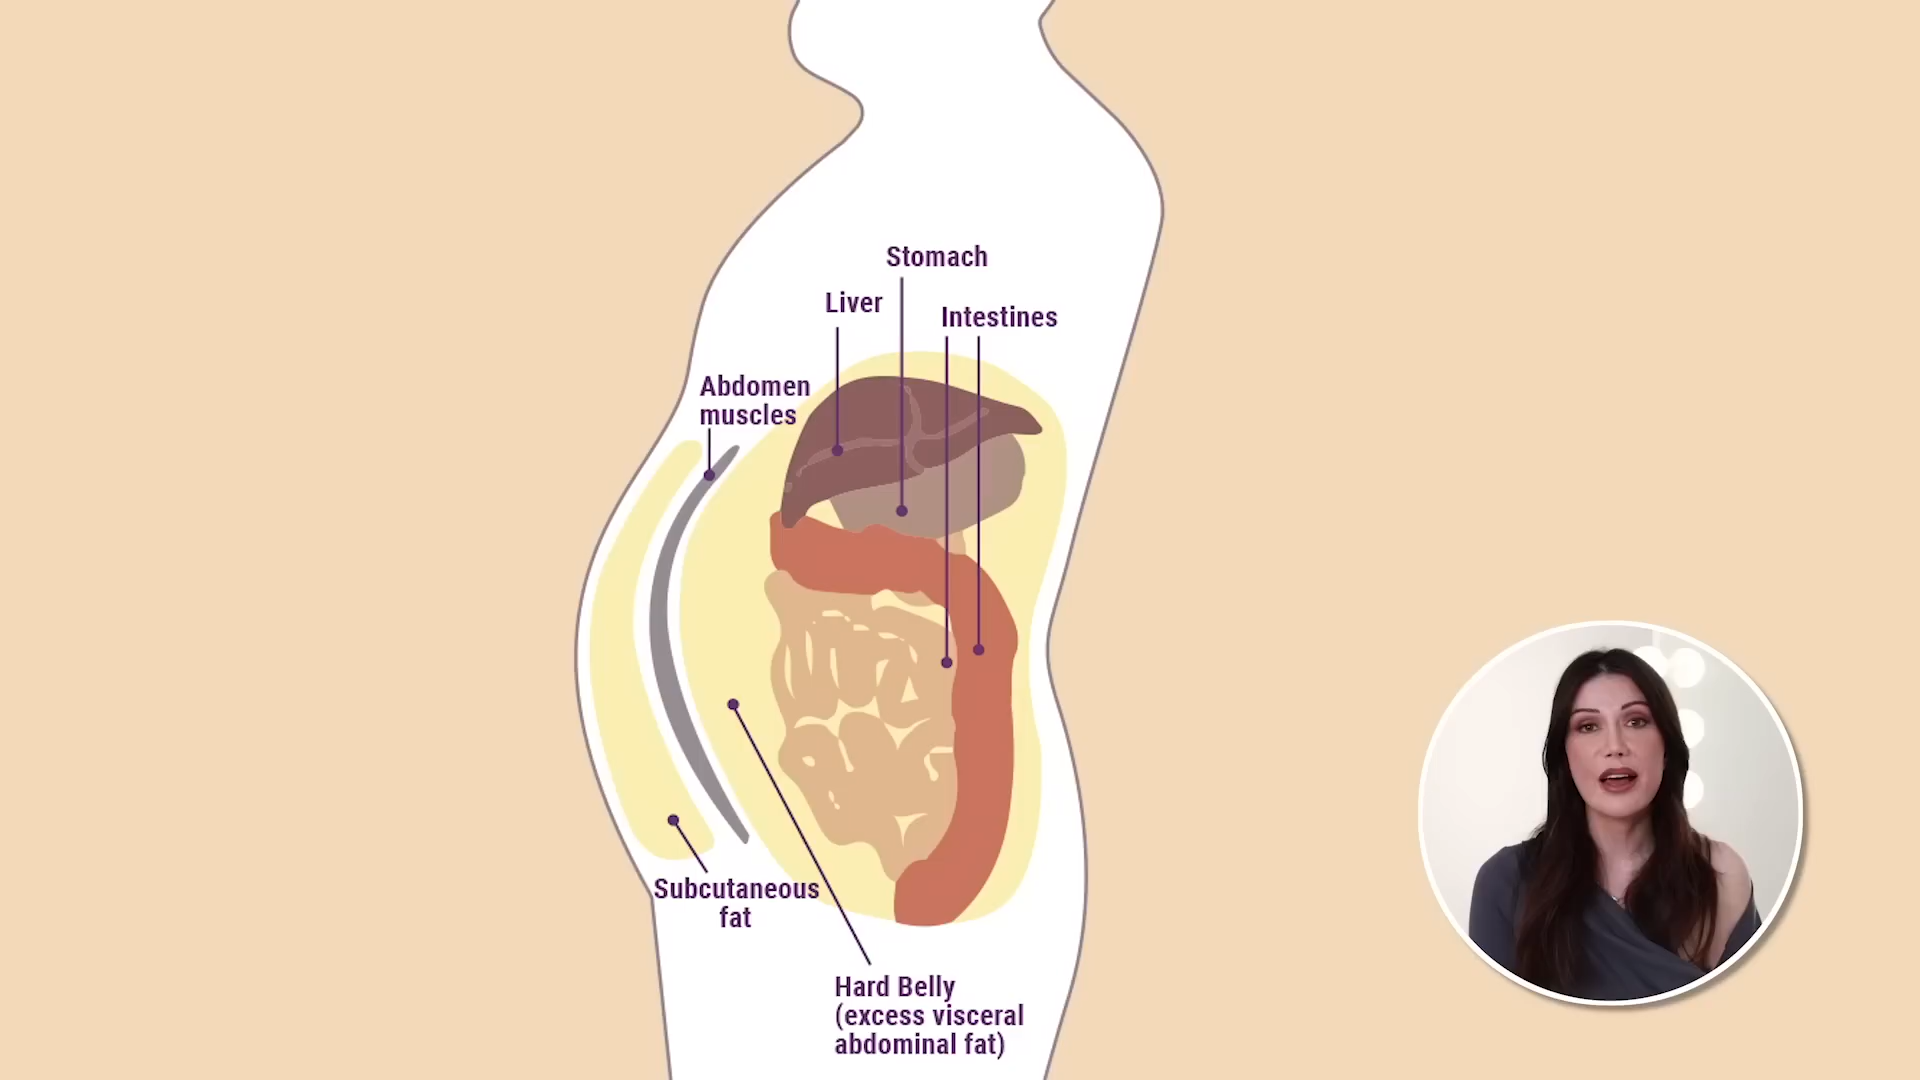 Stomach
Liver
Intestines
Abdomen
muscles
Subcutaneous
fat
Hard Belly
(excess visceral
abdominal fat)